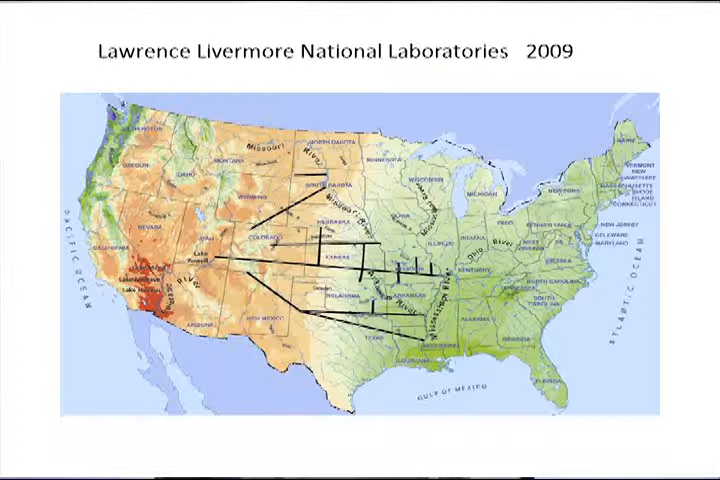 Lawrence Livermore National Laboratories 2009
WASHINGTON
NORTH DAKOTA
Missouri River
MONTANA
MINNESOTA
MAINE
OREGON
IDAHO
SOUTH DAKOTA
WISCONSIN
MICHIGAN
VERMONT
NEW HAMPSHIRE
MASSACHUSETTS
RHODE ISLAND
CONNECTICUT
NEW YORK
WYOMING
IOWA
NEBRASKA
NEVADA
UTAH
COLORADO
ILLINOIS
INDIANA
OHIO
PENNSYLVANIA
NEW JERSEY
DELAWARE
MARYLAND
WEST VIRGINIA
Ohio River
CALIFORNIA
Lake Powell
KANSAS
KENTUCKY
VIRGINIA
PACIFIC OCEAN
ATLANTIC OCEAN
NORTH CAROLINA
TENNESSEE
SOUTH CAROLINA
OKLAHOMA
ARKANSAS
Mississippi River
ARIZONA
NEW MEXICO
TEXAS
ALABAMA
GEORGIA
MISSISSIPPI
LOUISIANA
FLORIDA
GULF OF MEXICO